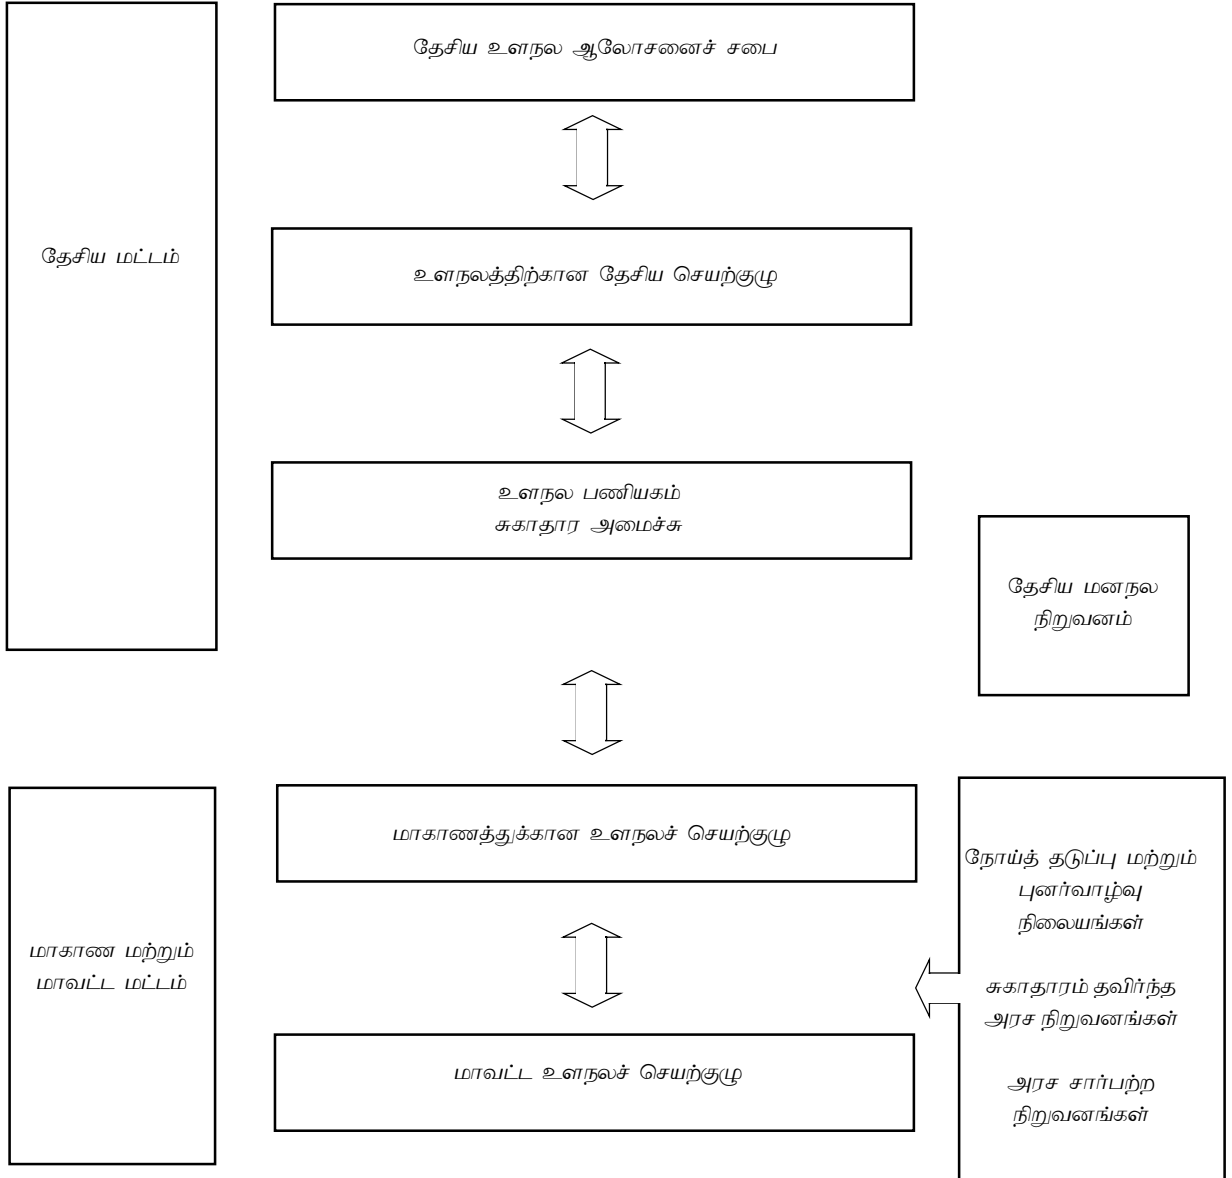 தேசிய உளநல ஆலோசனைச் சபை
தேசிய மட்டம்
உளநலத்திற்கான தேசிய செயற்குழு
உளநல பணியகம்
சுகாதார அமைச்சு
தேசிய மனநல
நிறுவனம்
மாகாணத்துக்கான உளநலச் செயற்குழு
நோய்த் தடுப்பு மற்றும்
புனர்வாழ்வு
நிலையங்கள்
மாகாண மற்றும்
மாவட்ட மட்டம்
சுகாதாரம் தவிர்ந்த
அரச நிறுவனங்கள்
மாவட்ட உளநலச் செயற்குழு
அரச சார்பற்ற
நிறுவனங்கள்